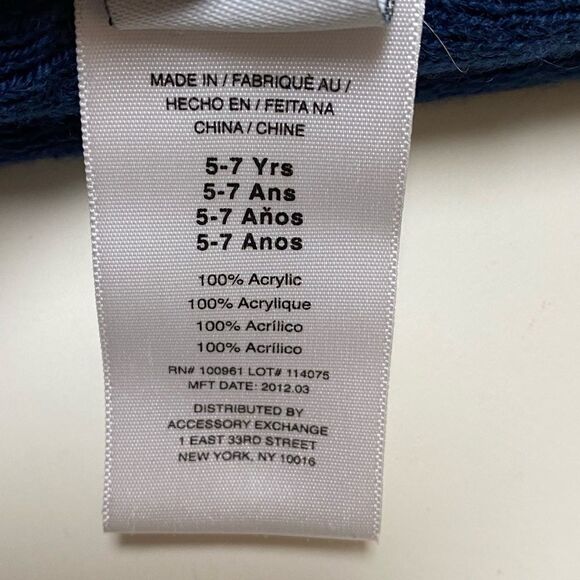 MADE IN / FABRIQUÈ AU /
HECHO EN / FEITA NA
CHINA / CHINE
5-7 Yrs
5-7 Ans
5-7 Aňos
5-7 Anos
100% Acrylic
100% Acrylique
100% Acrílico
100% Acrílico
RN# 100961 LOT# 114075
MFT DATE: 2012.03
DISTRIBUTED BY
ACCESSORY EXCHANGE
1 EAST 33RD STREET
NEW YORK, NY 10016